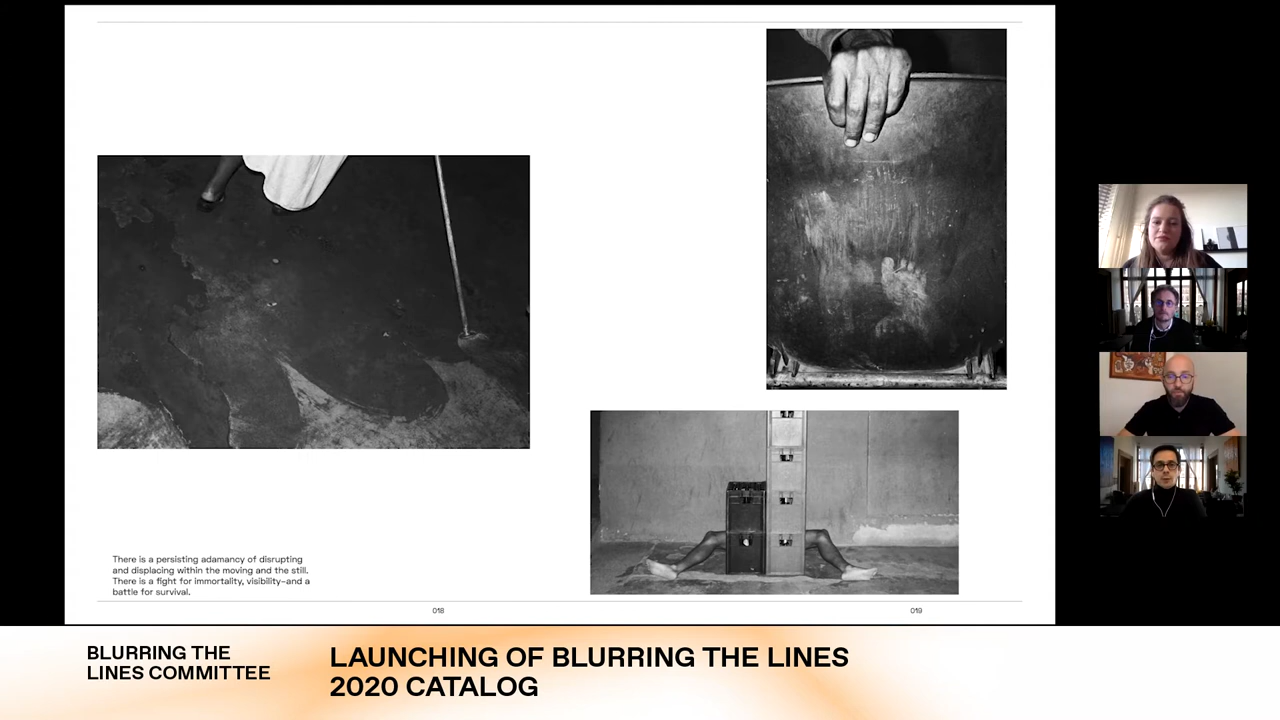 There is a persisting adamancy of disrupting
and displacing within the moving and the still.
There is a fight for immortality, visibility–and a
battle for survival.
018
019
BLURRING THE
LINES COMMITTEE
LAUNCHING OF BLURRING THE LINES
2020 CATALOG